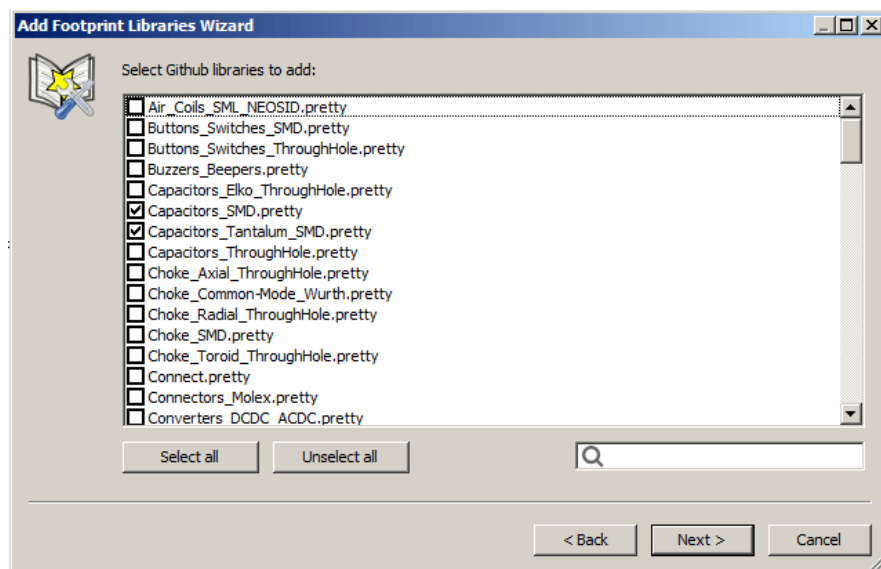 Add Footprint Libraries Wizard
Select Github libraries to add:
Air_Coils_SML_NEOSID.pretty
Buttons_Switches_SMD.pretty
Buttons_Switches_ThroughHole.pretty
Buzzers_Beepers.pretty
Capacitors_Elko_ThroughHole.pretty
Capacitors_SMD.pretty
Capacitors_Tantalum_SMD.pretty
Capacitors_ThroughHole.pretty
Choke_Axial_ThroughHole.pretty
Choke_Common-Mode_Wurth.pretty
Choke_Radial_ThroughHole.pretty
Choke_SMD.pretty
Choke_Toroid_ThroughHole.pretty
Connect.pretty
Connectors_Molex.pretty
Converters_DCDC_ACDC.pretty
Select all Unselect all
< Back Next > Cancel